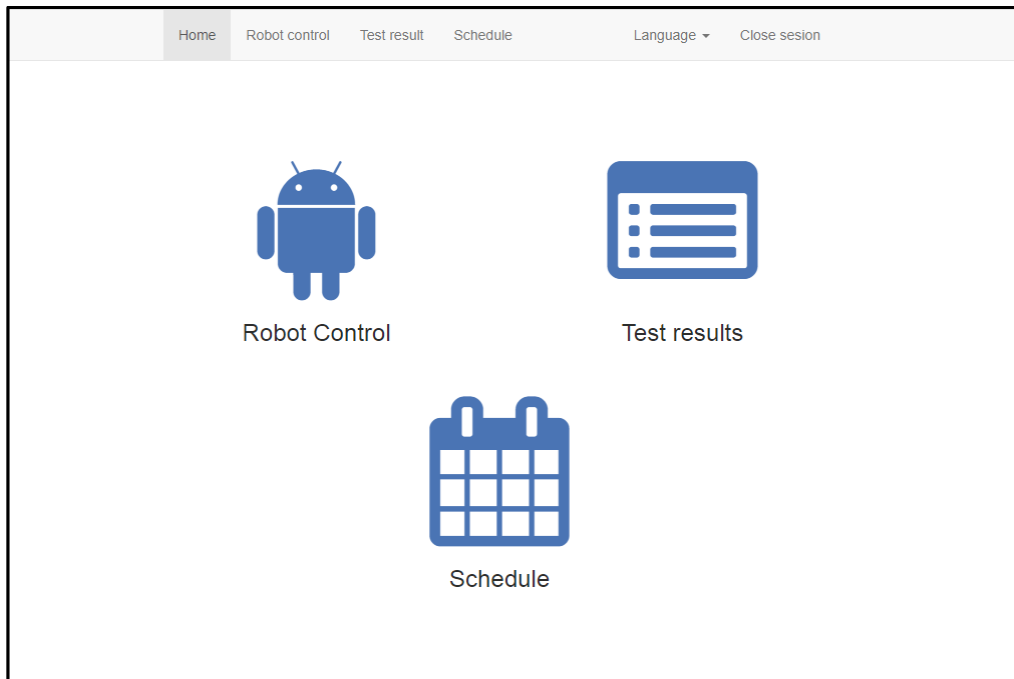 Home Robot control Test result Schedule Language Close sesion
Robot Control Test results
Schedule